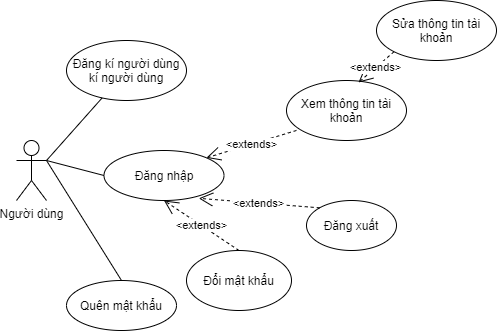 Sửa thông tin tài
khoản
Đăng kí người dùng
kí người dùng
<extends>
Xem thông tin tài
khoản
<extends>
Đăng nhập
Người dùng
<extends>
<extends>
Đăng xuất
Đổi mật khẩu
Quên mật khẩu